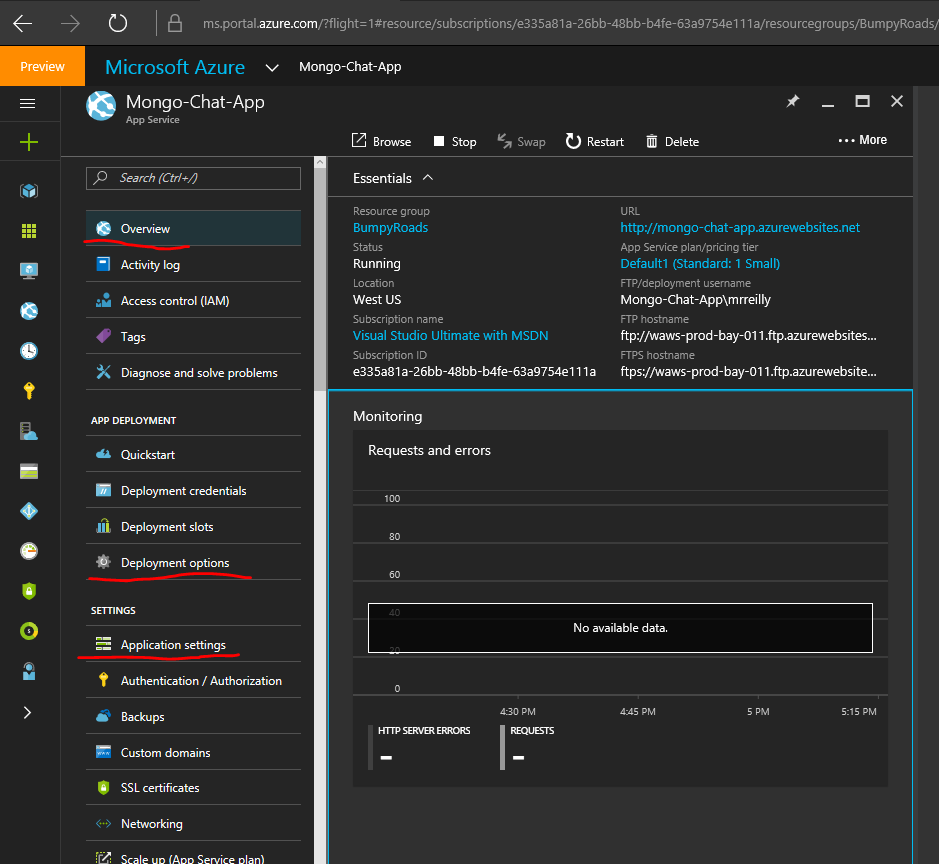 ms.portal.azure.com/?flight=1#resource/subscriptions/e335a81a-26bb-48bb-b4fe-63a9754e111a/resourcegroups/BumpyRoads/
Preview
Microsoft Azure
Mongo-Chat-App
Mongo-Chat-App
App Service
Browse
Stop
Swap
Restart
Delete
More
Search (Ctrl+/)
Overview
Activity log
Access control (IAM)
Tags
Diagnose and solve problems
APP DEPLOYMENT
Quickstart
Deployment credentials
Deployment slots
Deployment options
SETTINGS
Application settings
Authentication / Authorization
Backups
Custom domains
SSL certificates
Networking
Scale up (App Service plan)
Essentials
Resource group
BumpyRoads
Status
Running
Location
West US
Subscription name
Visual Studio Ultimate with MSDN
Subscription ID
e335a81a-26bb-48bb-b4fe-63a9754e111a
URL
http://mongo-chat-app.azurewebsites.net
App Service plan/pricing tier
Default1 (Standard: 1 Small)
FTP/deployment username
Mongo-Chat-App\mrreilly
FTP hostname
ftp://waws-prod-bay-011.ftp.azurewebsites...
FTPS hostname
ftps://waws-prod-bay-011.ftp.azurewebsite...
Monitoring
Requests and errors
100
80
60
40
No available data.
20
0
4:30 PM
4:45 PM
5 PM
5:15 PM
HTTP SERVER ERRORS
--
REQUESTS
--